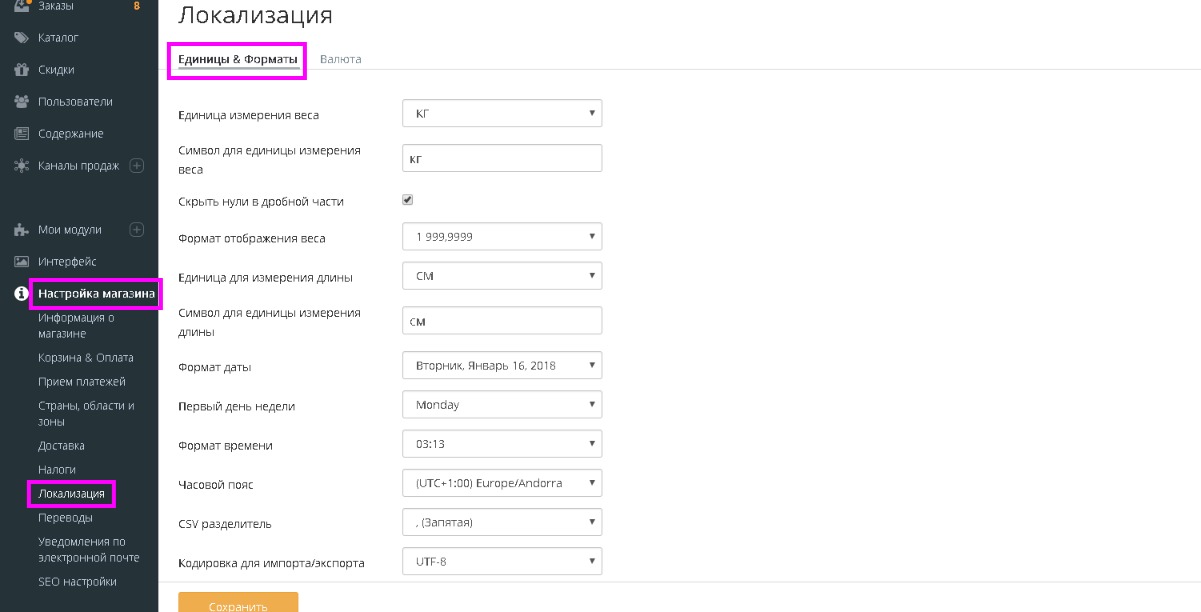 Заказы 8
Каталог
Скидки
Пользователи
Содержание
Каналы продаж
Мои модули
Интерфейс
Настройка магазина
Информация о
магазине
Корзина & Оплата
Прием платежей
Страны, области и
зоны
Доставка
Налоги
Локализация
Переводы
Уведомления по
электронной почте
SEO настройки
Локализация
Единицы & Форматы Валюта
Единица измерения веса КГ
Символ для единицы измерения
веса
кг
Скрыть нули в дробной части
Формат отображения веса 1 999,9999
Единица для измерения длины СМ
Символ для единицы измерения
длины
см
Формат даты Вторник, Январь 16, 2018
Первый день недели Monday
Формат времени 03:13
Часовой пояс (UTC+1:00) Europe/Andorra
CSV разделитель , (Запятая)
Кодировка для импорта/экспорта UTF-8
Сохранить